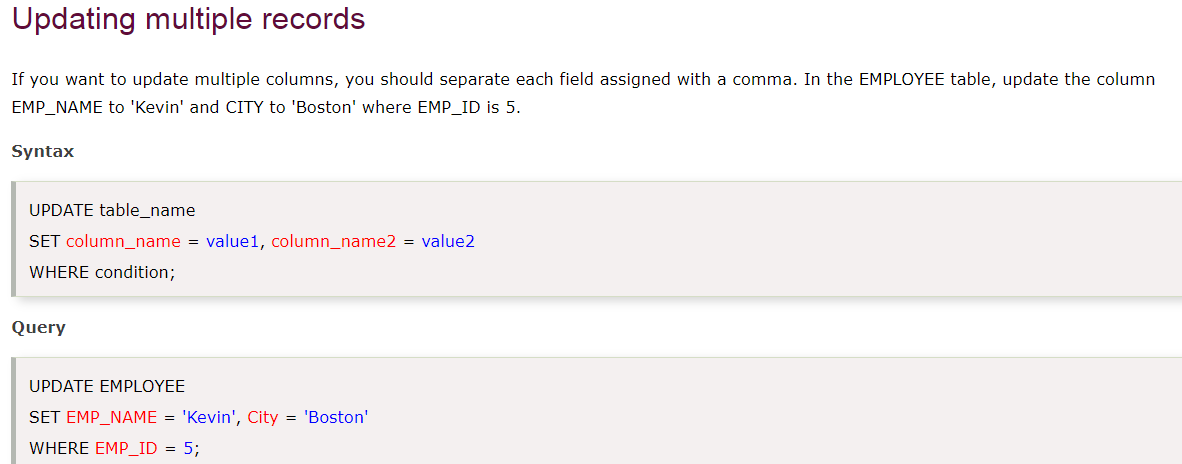 Updating multiple records
If you want to update multiple columns, you should separate each field assigned with a comma. In the EMPLOYEE table, update the column
EMP_NAME to 'Kevin' and CITY to 'Boston' where EMP_ID is 5.
Syntax
UPDATE table_name
SET column_name = value1, column_name2 = value2
WHERE condition;
Query
UPDATE EMPLOYEE
SET EMP_NAME = 'Kevin', City = 'Boston'
WHERE EMP_ID = 5;